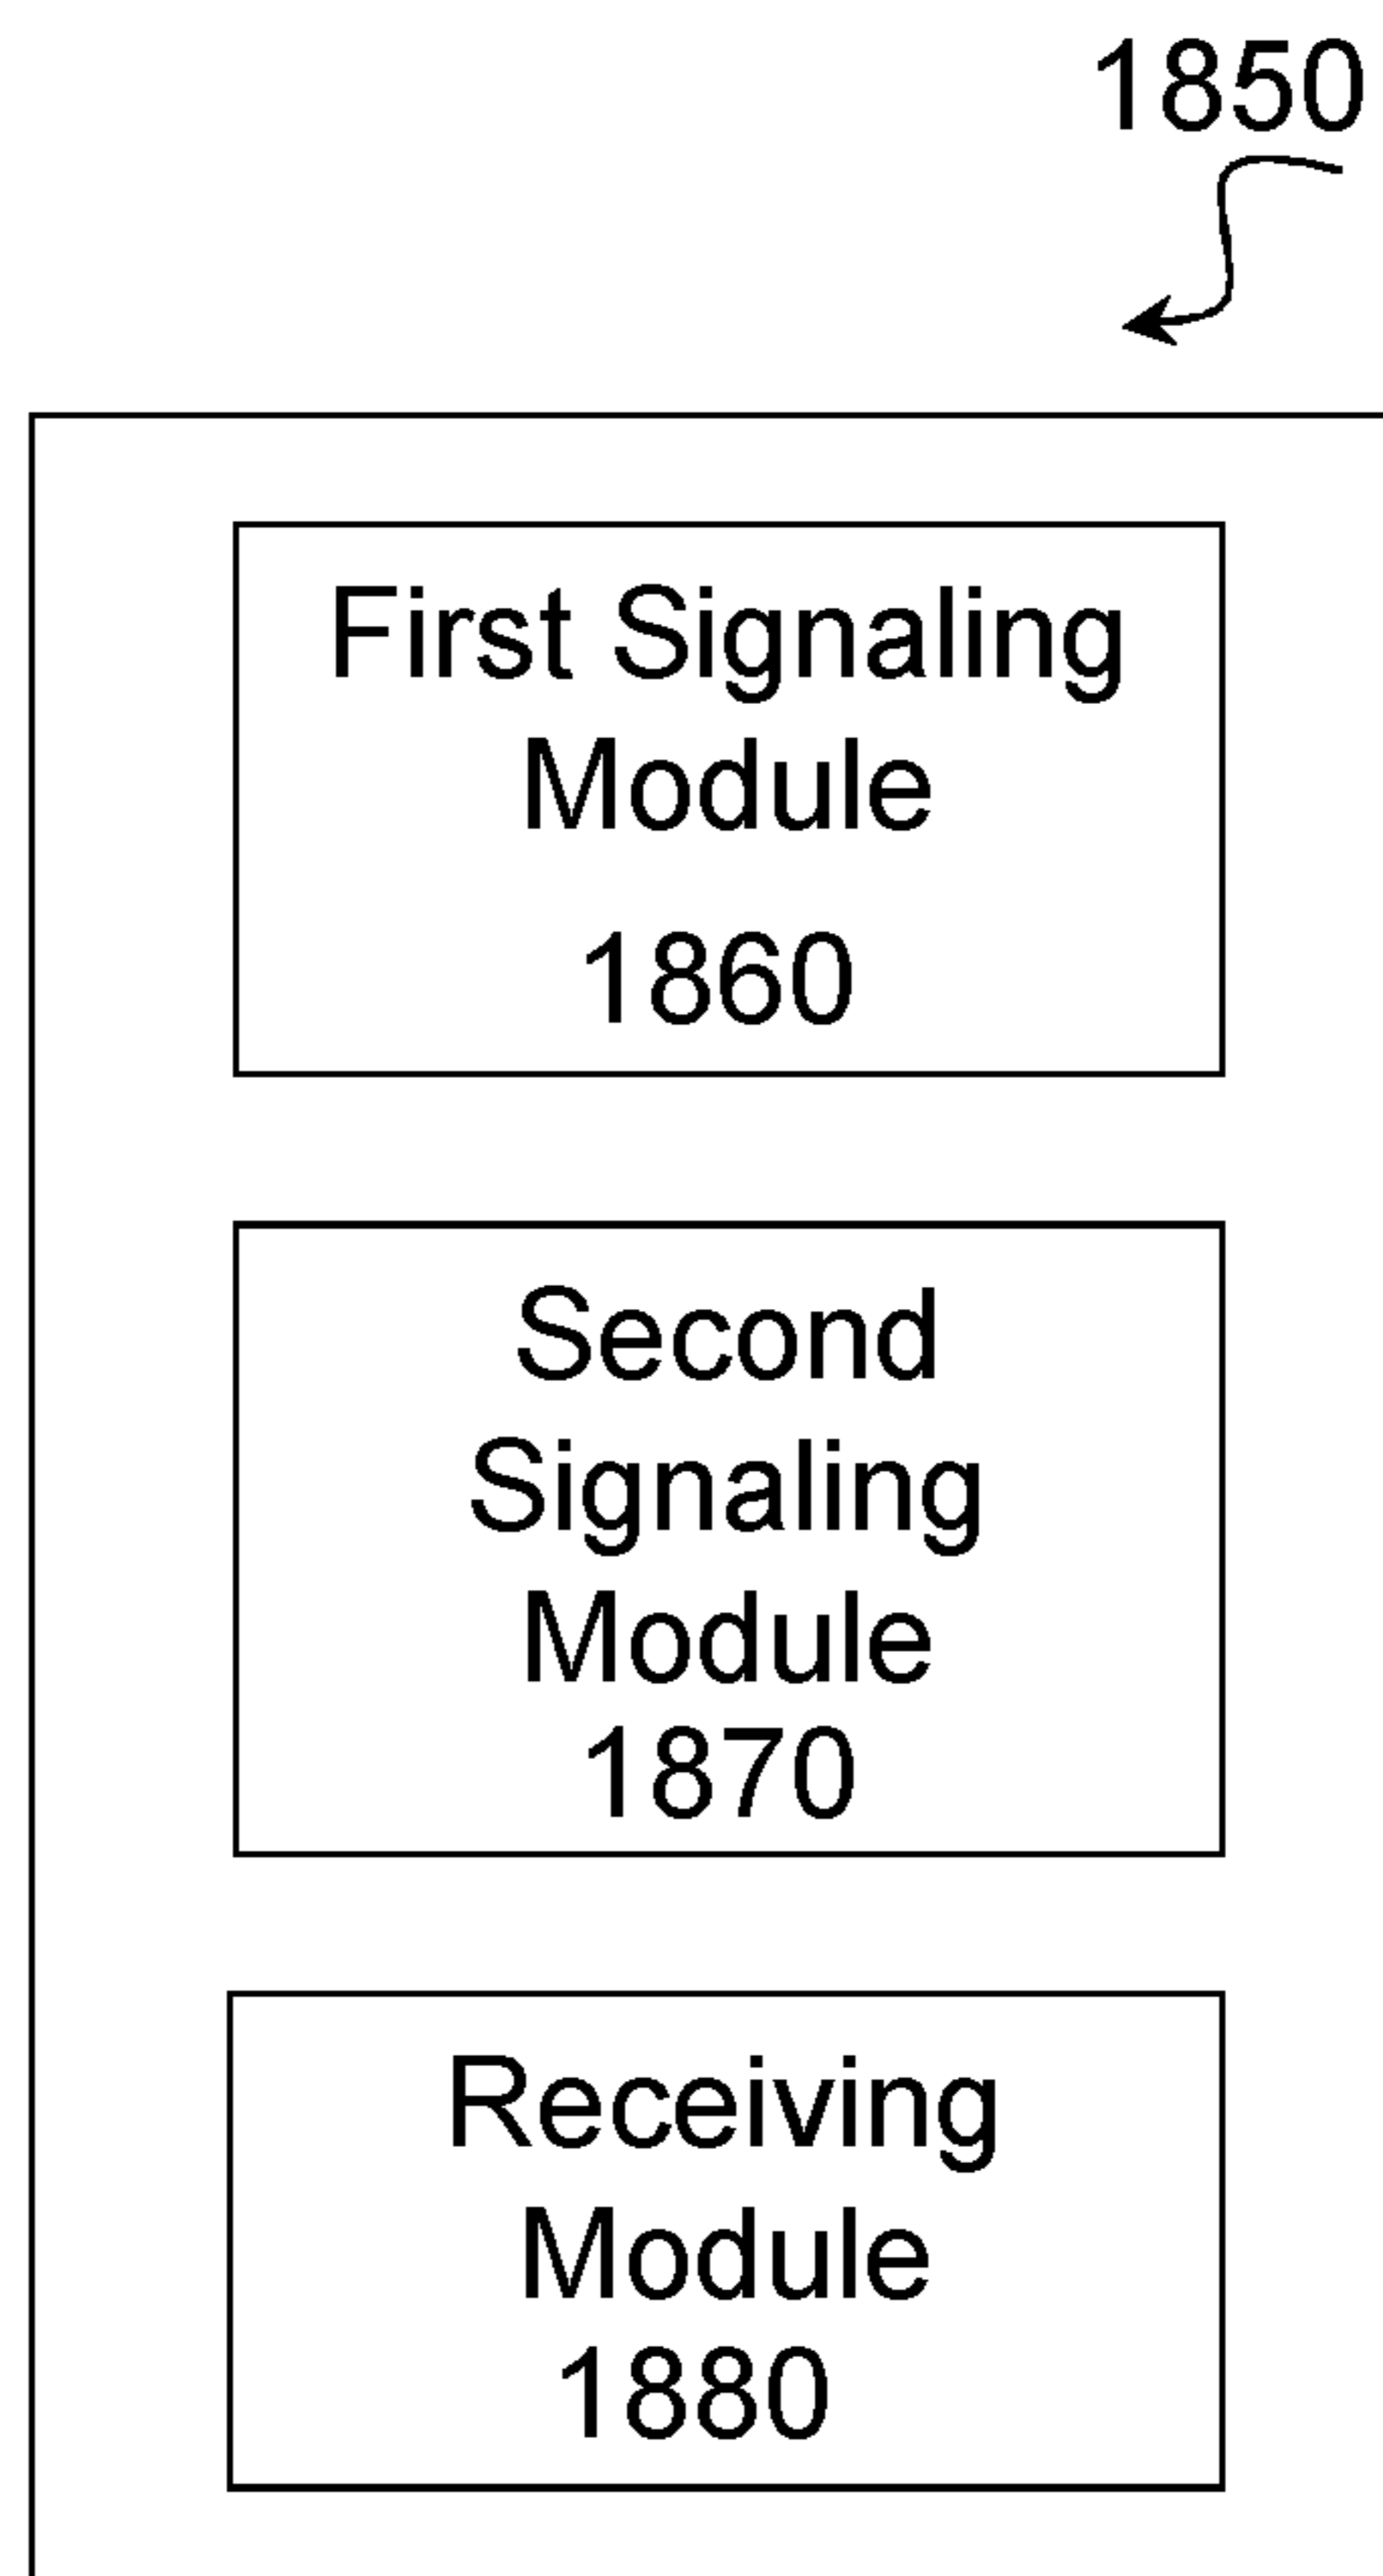 1850
First Signaling
Module
1860
Second
Signaling
Module
1870
Receiving
Module
1880